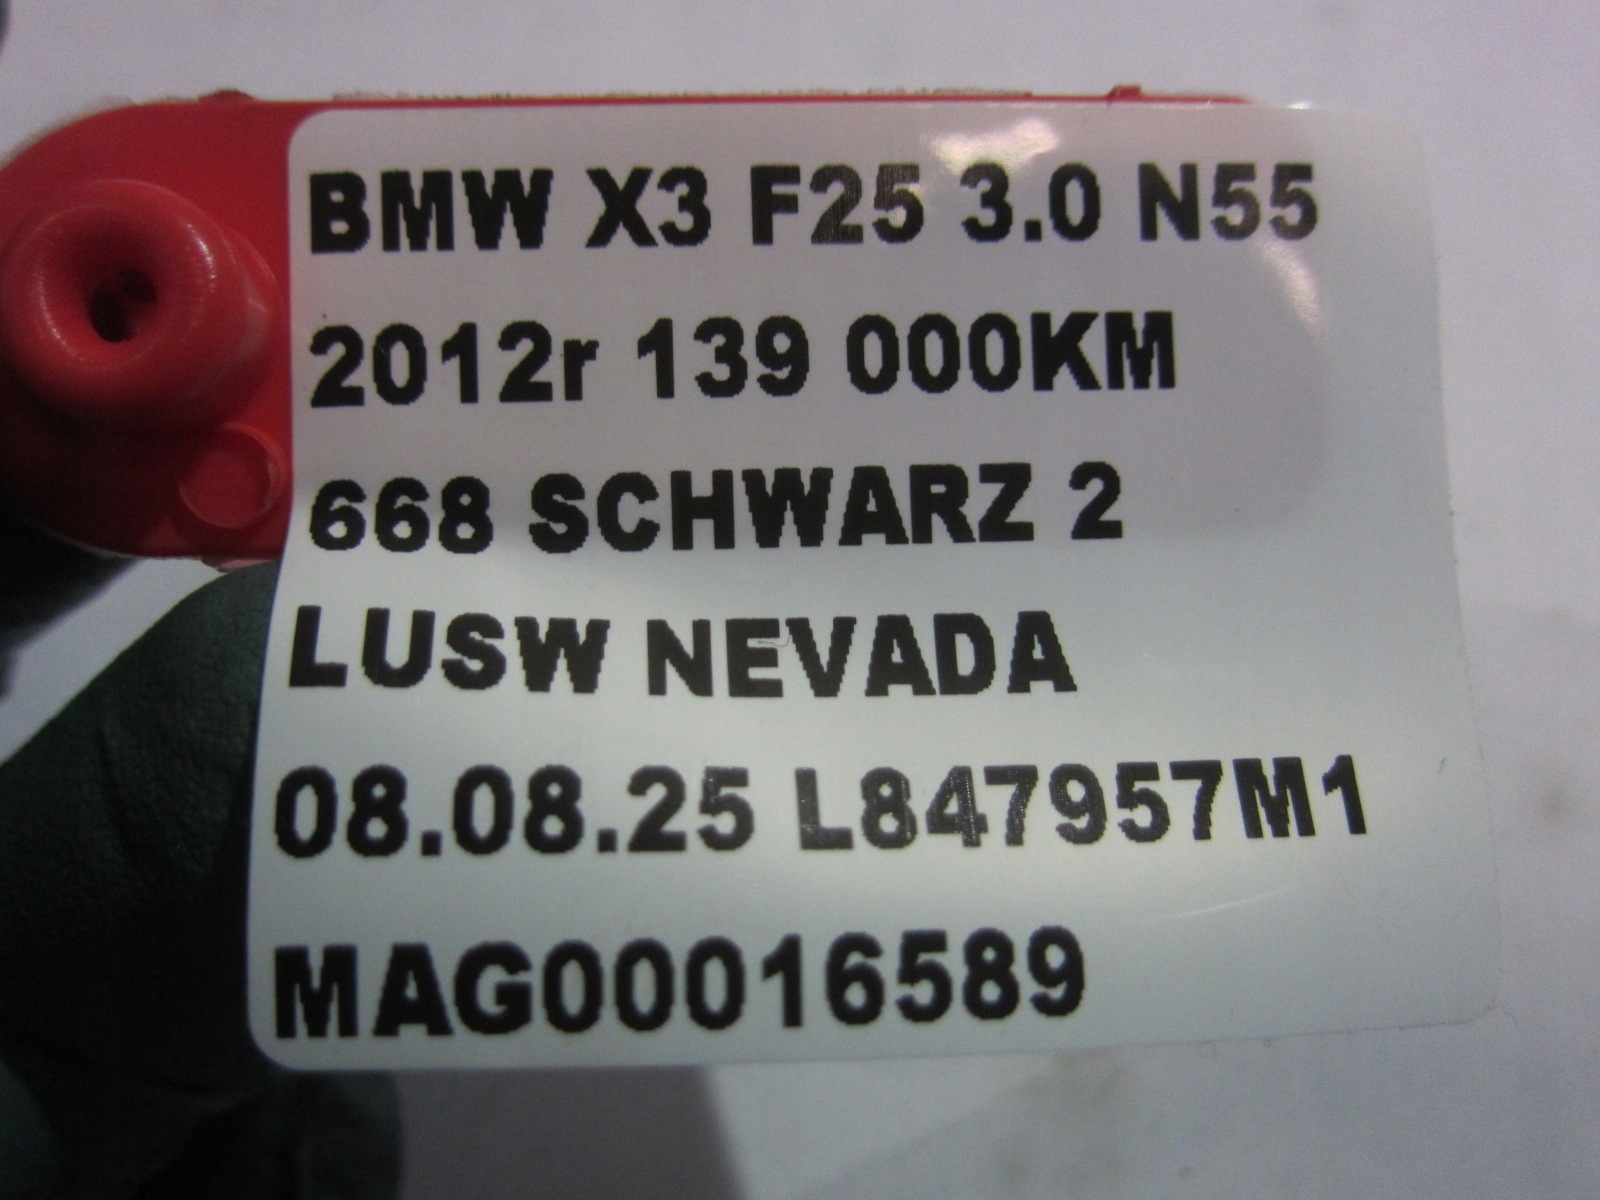 BMW X3 F25 3.0 N55
2012r 139 000KM
668 SCHWARZ 2
LUSW NEVADA
08.08.25 L847957M1
MAG00016589